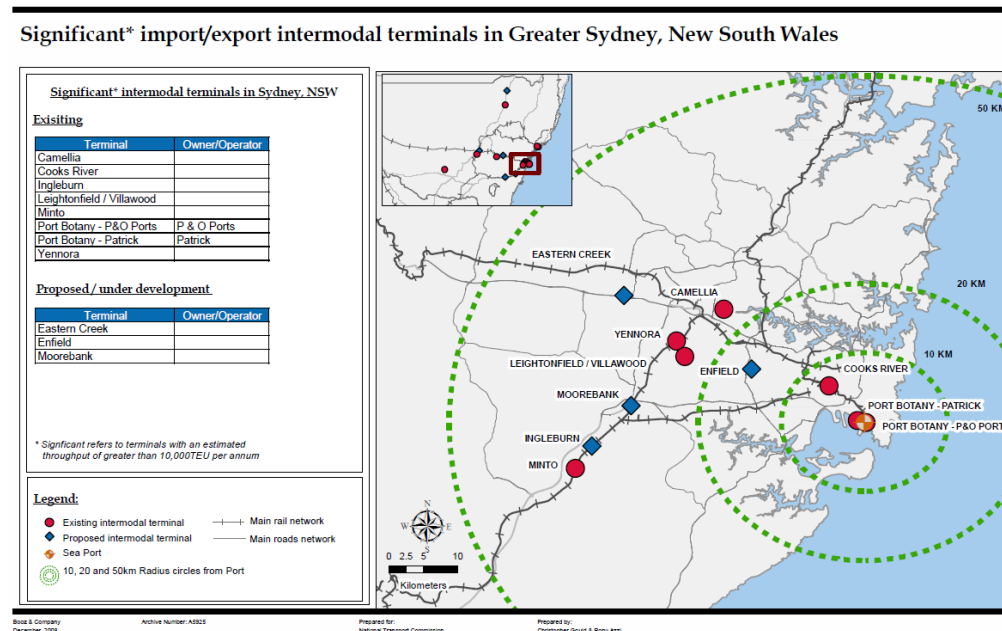 Significant* import/export intermodal terminals in Greater Sydney, New South Wales
Significant* intermodal terminals in Sydney, NSW
Exisiting
Terminal Owner/Operator
Camellia
Cooks River
Ingleburn
Leightonfield / Villawood
Minto
Port Botany - P&O Ports P & O Ports
Port Botany - Patrick Patrick
Yennora
Proposed / under development
Terminal Owner/Operator
Eastern Creek
Enfield
Moorebank
* Signficant refers to terminals with an estimated
throughput of greater than 10,000TEU per annum
Legend:
Existing intermodal terminal
Main rail network
Proposed intermodal terminal
Main roads network
Sea Port
10, 20 and 50km Radius circles from Port
50 KM
EASTERN CREEK
20 KM
CAMELLIA
YENNORA
10 KM
LEIGHTONFIELD / VILLAWOOD
ENFIELD
COOKS RIVER
MOOREBANK
PORT BOTANY - PATRICK
PORT BOTANY - P&O PORT
INGLEBURN
MINTO
N
W E
S
0 2.5 5 10
Kilometers
Booz & Company
Archive Number: A5925
Prepared for:
Prepared by:
December, 2008
National Transport Commission
Christopher Gould & Rony Azzi